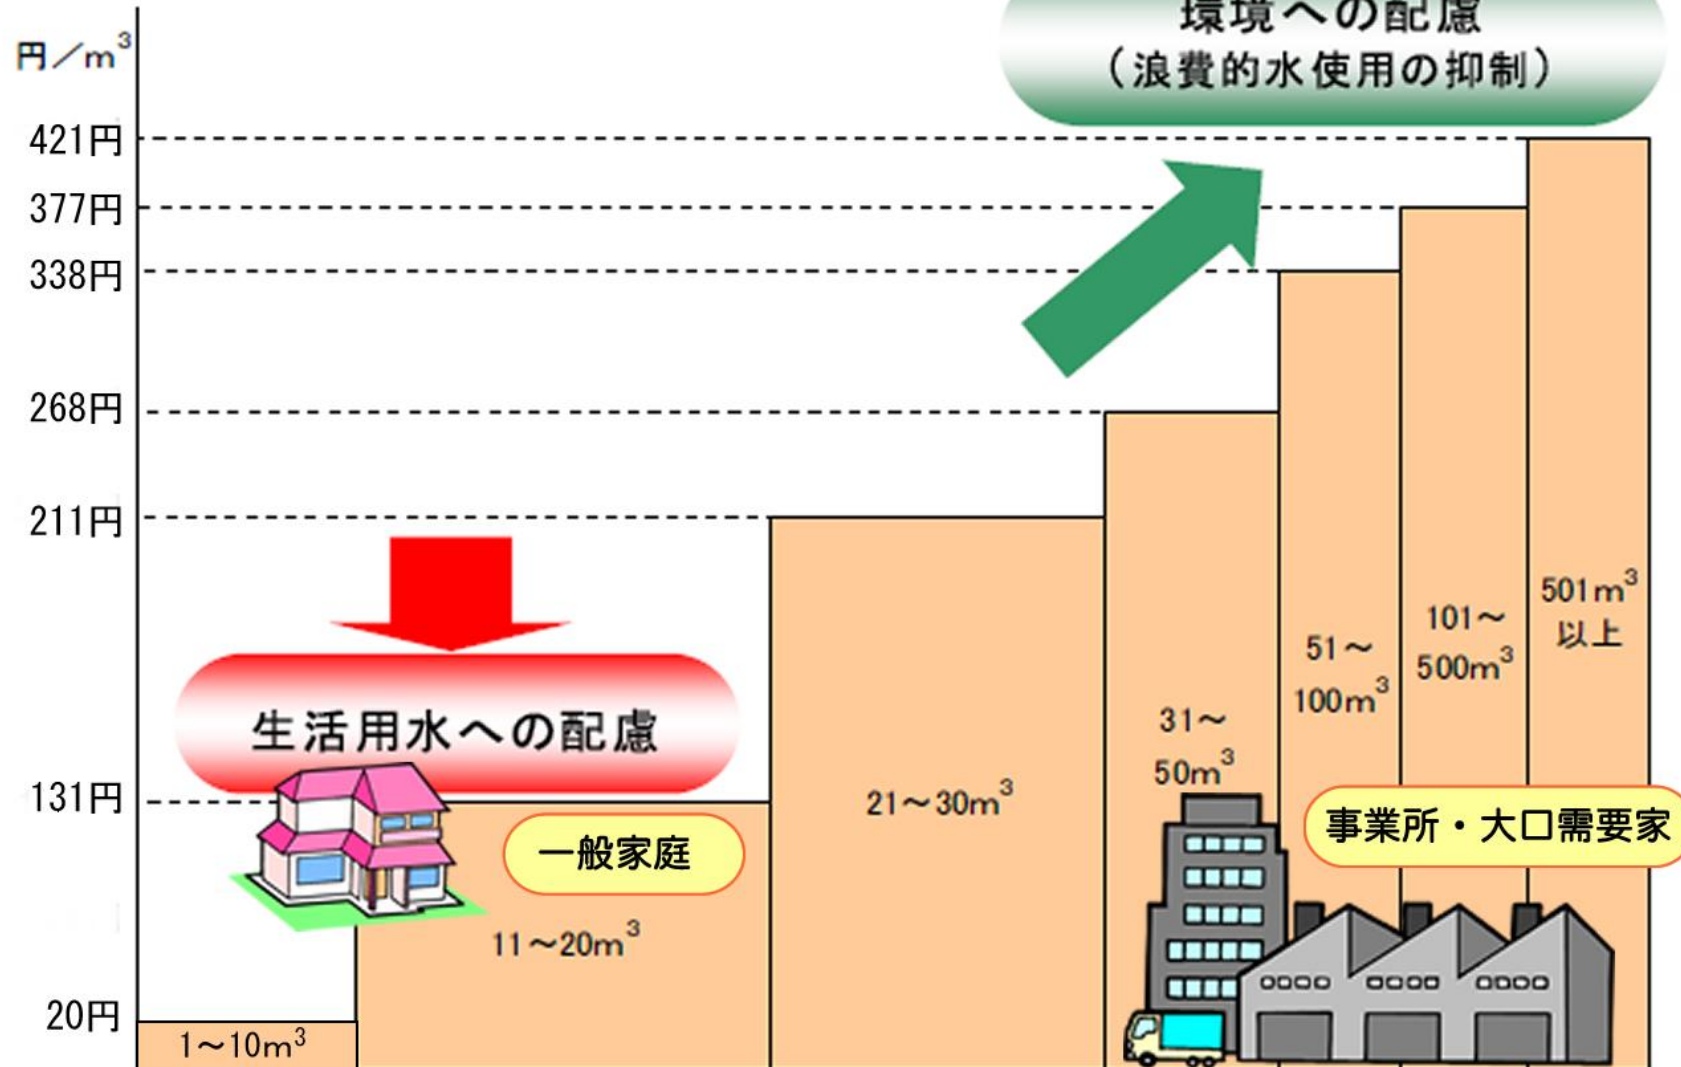 環境への配慮
（浪費的水使用の抑制）
円／m³
421円
377円
338円
268円
211円
131円
20円
生活用水への配慮
一般家庭
事業所・大口需要家
1～10m³
11～20m³
21～30m³
31～
50m³
51～
100m³
101～
500m³
501m³
以上